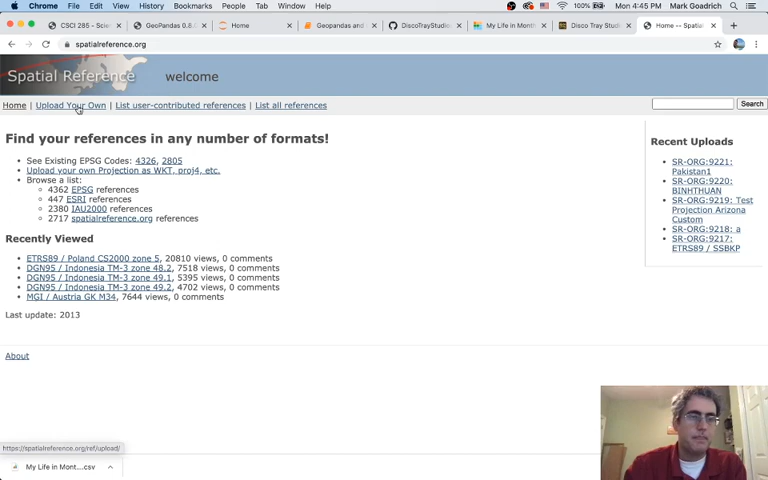 Chrome File Edit View History Bookmarks People Tab Window Help 100% Mon 4:45 PM Mark Goadrich
CSCI 285 - Scie
GeoPandas 0.8.
Home
Geopandas and
DiscoTrayStudie
My Life in Month
Disco Tray Stud
Home -- Spatial
spatialreference.org
Spatial Reference welcome
Home | Upload Your Own | List user-contributed references | List all references Search
Find your references in any number of formats!
See Existing EPSG Codes: 4326, 2805
Upload your own Projection as WKT, proj4, etc.
Browse a list:
4362 EPSG references
447 ESRI references
2380 IAU2000 references
2717 spatialreference.org references
Recently Viewed
ETRS89 / Poland CS2000 zone 5, 20810 views, 0 comments
DGN95 / Indonesia TM-3 zone 48.2, 7518 views, 0 comments
DGN95 / Indonesia TM-3 zone 49.1, 5395 views, 0 comments
DGN95 / Indonesia TM-3 zone 49.2, 4702 views, 0 comments
MGI / Austria GK M34, 7644 views, 0 comments
Last update: 2013
About
Recent Uploads
SR-ORG:9221:
Pakistan1
SR-ORG:9220:
BINHTHUAN
SR-ORG:9219: Test
Projection Arizona
Custom
SR-ORG:9218: a
SR-ORG:9217:
ETRS89 / SSBKP
https://spatialreference.org/ref/upload/
My Life in Mont....csv